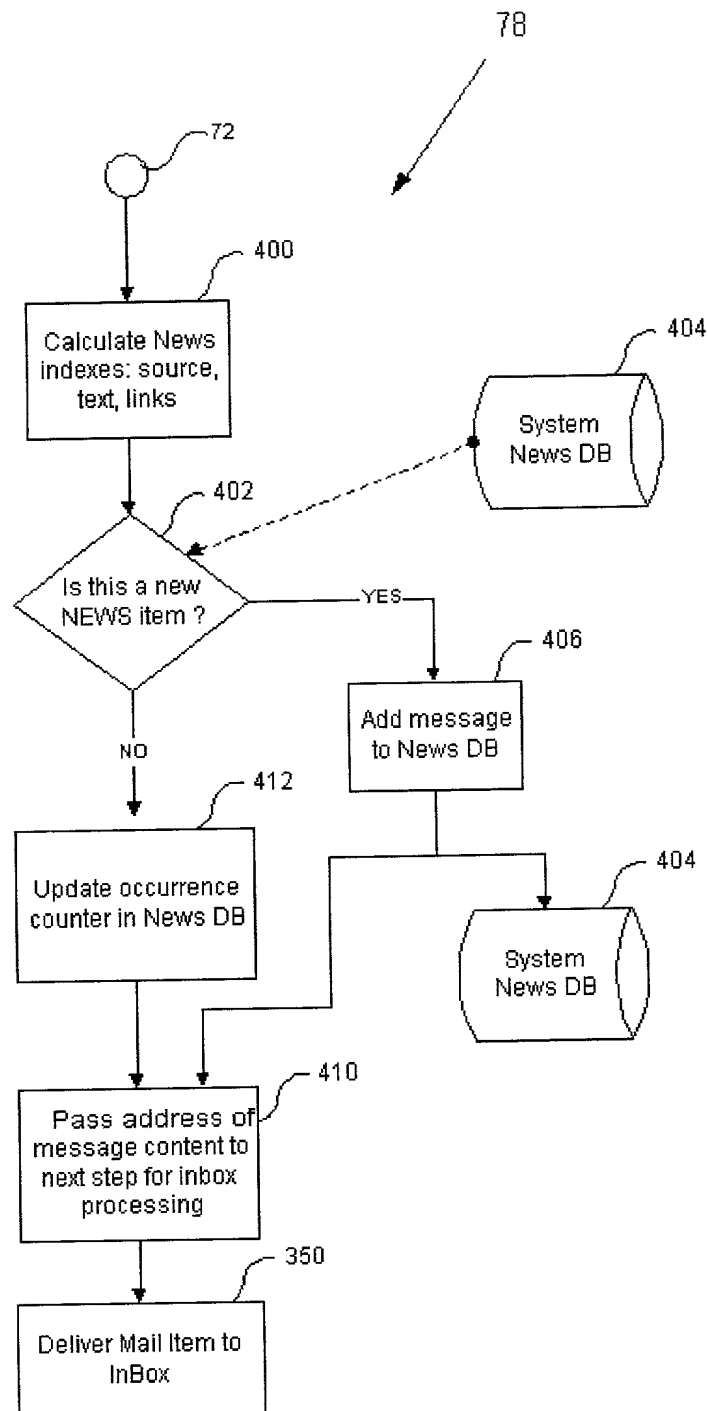 78
72
400
Calculate News
indexes: source,
text, links
404
System
News DB
402
Is this a new
NEWS item ?
YES
406
Add message
to News DB
NO
412
Update occurrence
counter in News DB
404
System
News DB
410
Pass address of
message content to
next step for inbox
processing
350
Deliver Mail Item to
InBox